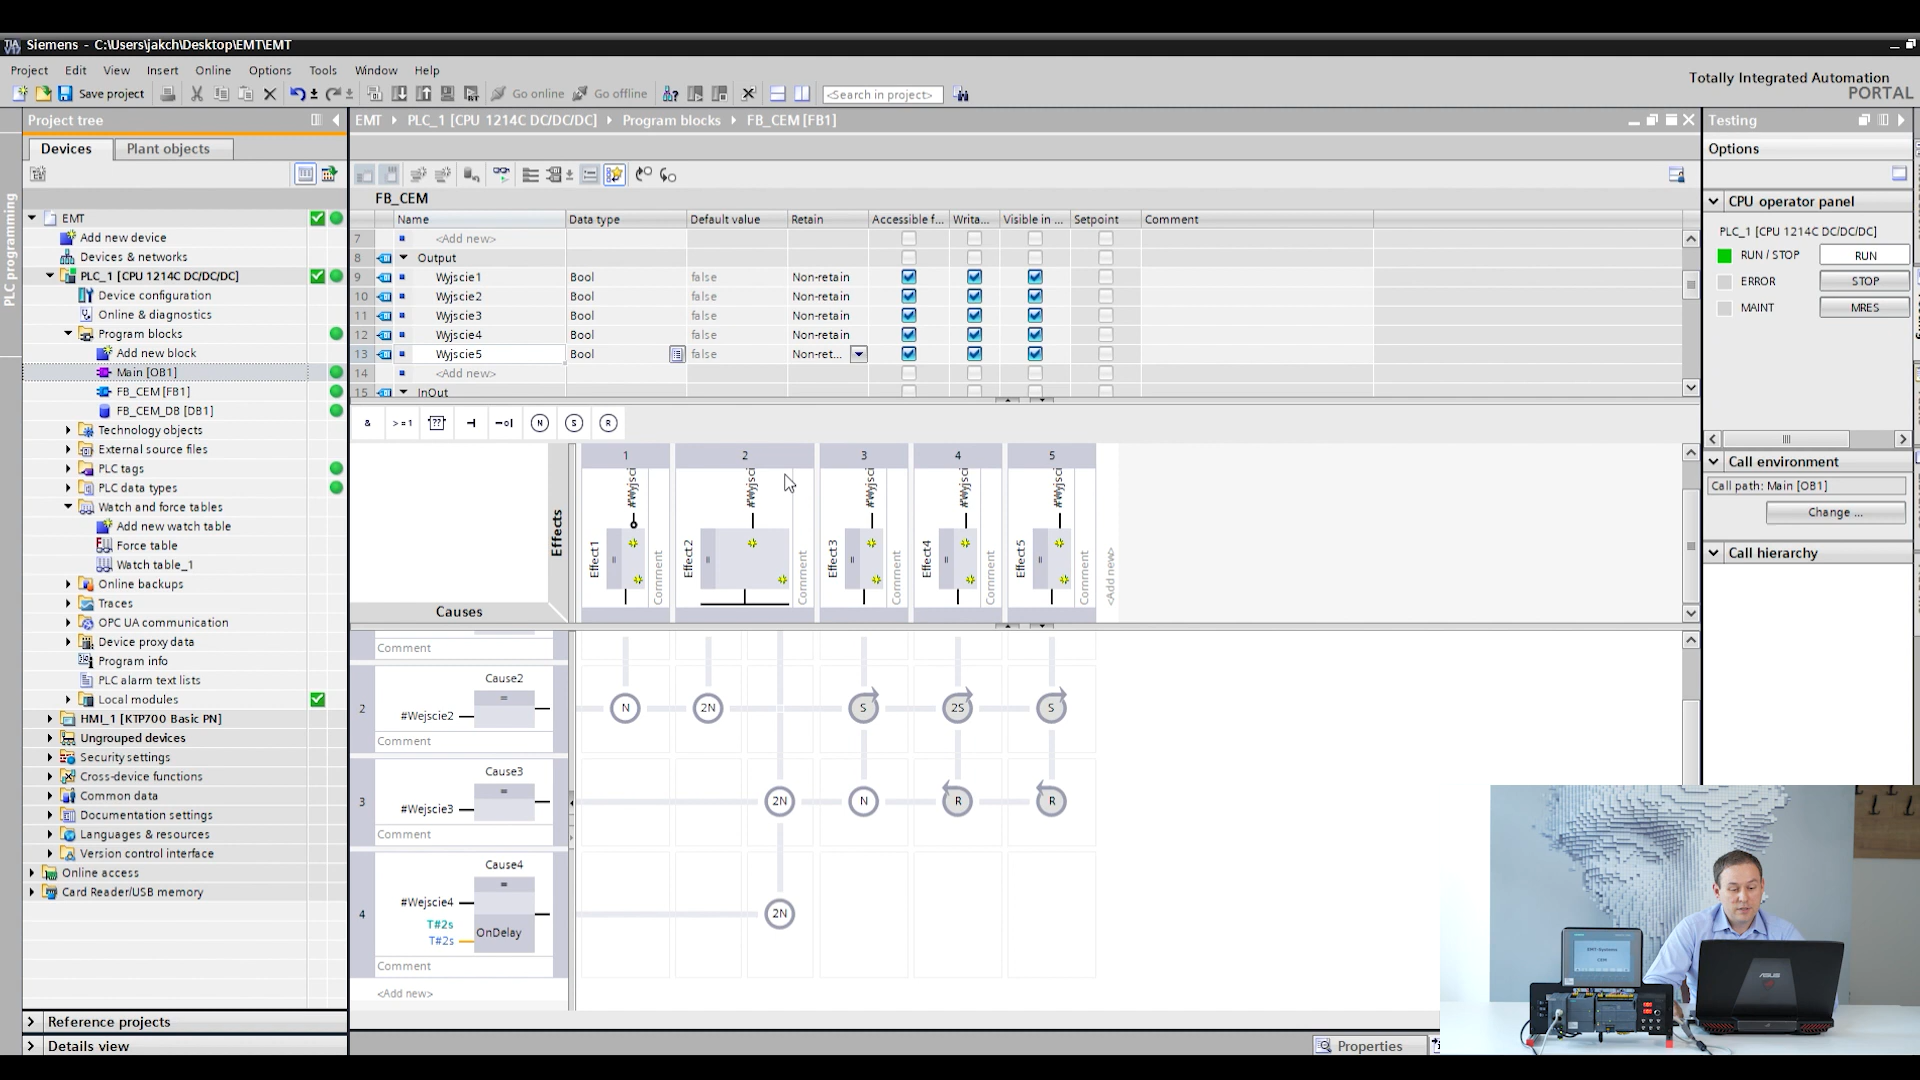 Siemens - C:\Users\jakch\Desktop\EMT\EMT
Project Edit View Insert Online Options Tools Window Help
Totally Integrated Automation
PORTAL
Save project
Go online
Go offline
<Search in project>
Project tree
EMT PLC_1 [CPU 1214C DC/DC/DC] Program blocks FB_CEM [FB1]
Testing
Devices
Plant objects
Options
PLC programming
EMT
Add new device
Devices & networks
PLC_1 [CPU 1214C DC/DC/DC]
Device configuration
Online & diagnostics
Program blocks
Add new block
Main [OB1]
FB_CEM [FB1]
FB_CEM_DB [DB1]
Technology objects
External source files
PLC tags
PLC data types
Watch and force tables
Add new watch table
Force table
Watch table_1
Online backups
Traces
OPC UA communication
Device proxy data
Program info
PLC alarm text lists
Local modules
HMI_1 [KTP700 Basic PN]
Ungrouped devices
Security settings
Cross-device functions
Common data
Documentation settings
Languages & resources
Version control interface
Online access
Card Reader/USB memory
Reference projects
Details view
FB_CEM
Name Data type Default value Retain Accessible f... Writa... Visible in ... Setpoint Comment
7 <Add new>
8 Output
9 Wyjscie1 Bool false Non-retain
10 Wyjscie2 Bool false Non-retain
11 Wyjscie3 Bool false Non-retain
12 Wyjscie4 Bool false Non-retain
13 Wyjscie5 Bool false Non-ret...
14 <Add new>
15 InOut
& >=1 ?? N S R
1 2 3 4 5
#Wyjsci #Wyjsci #Wyjsci #Wyjsci #Wyjsci
Effects
Effect1 Comment Effect2 Comment Effect3 Comment Effect4 Comment Effect5 Comment <Add new>
Causes
Comment
Cause2
=
2 #Wejscie2 N 2N S 2S S
Comment
Cause3
=
3 #Wejscie3 2N N R R
Comment
Cause4
=
#Wejscie4
4 2N
T#2s
T#2s OnDelay
Comment
<Add new>
Properties
CPU operator panel
PLC_1 [CPU 1214C DC/DC/DC]
RUN / STOP RUN
ERROR STOP
MAINT MRES
Call environment
Call path: Main [OB1]
Change ...
Call hierarchy
EMT-Systems
CEM
ASUS